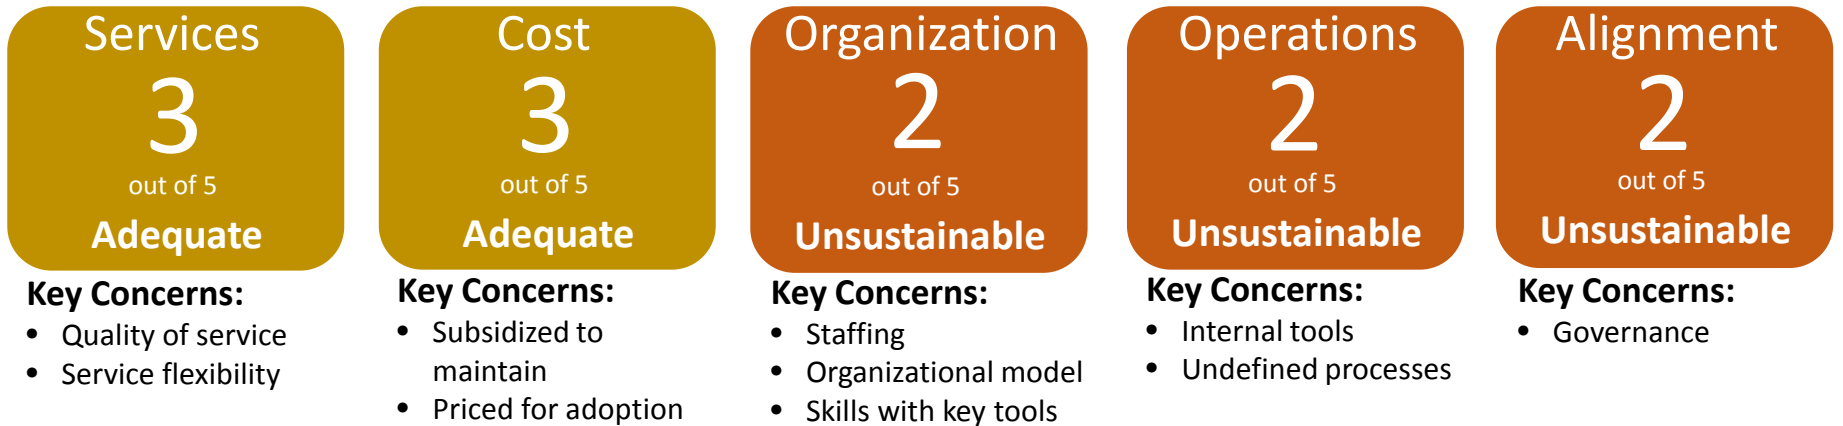 Services
3
out of 5
Adequate
Key Concerns:
• Quality of service
• Service flexibility
Cost
3
out of 5
Adequate
Key Concerns:
• Subsidized to
maintain
• Priced for adoption
Organization
2
out of 5
Unsustainable
Key Concerns:
• Staffing
• Organizational model
• Skills with key tools
Operations
2
out of 5
Unsustainable
Key Concerns:
• Internal tools
• Undefined processes
Alignment
2
out of 5
Unsustainable
Key Concerns:
• Governance